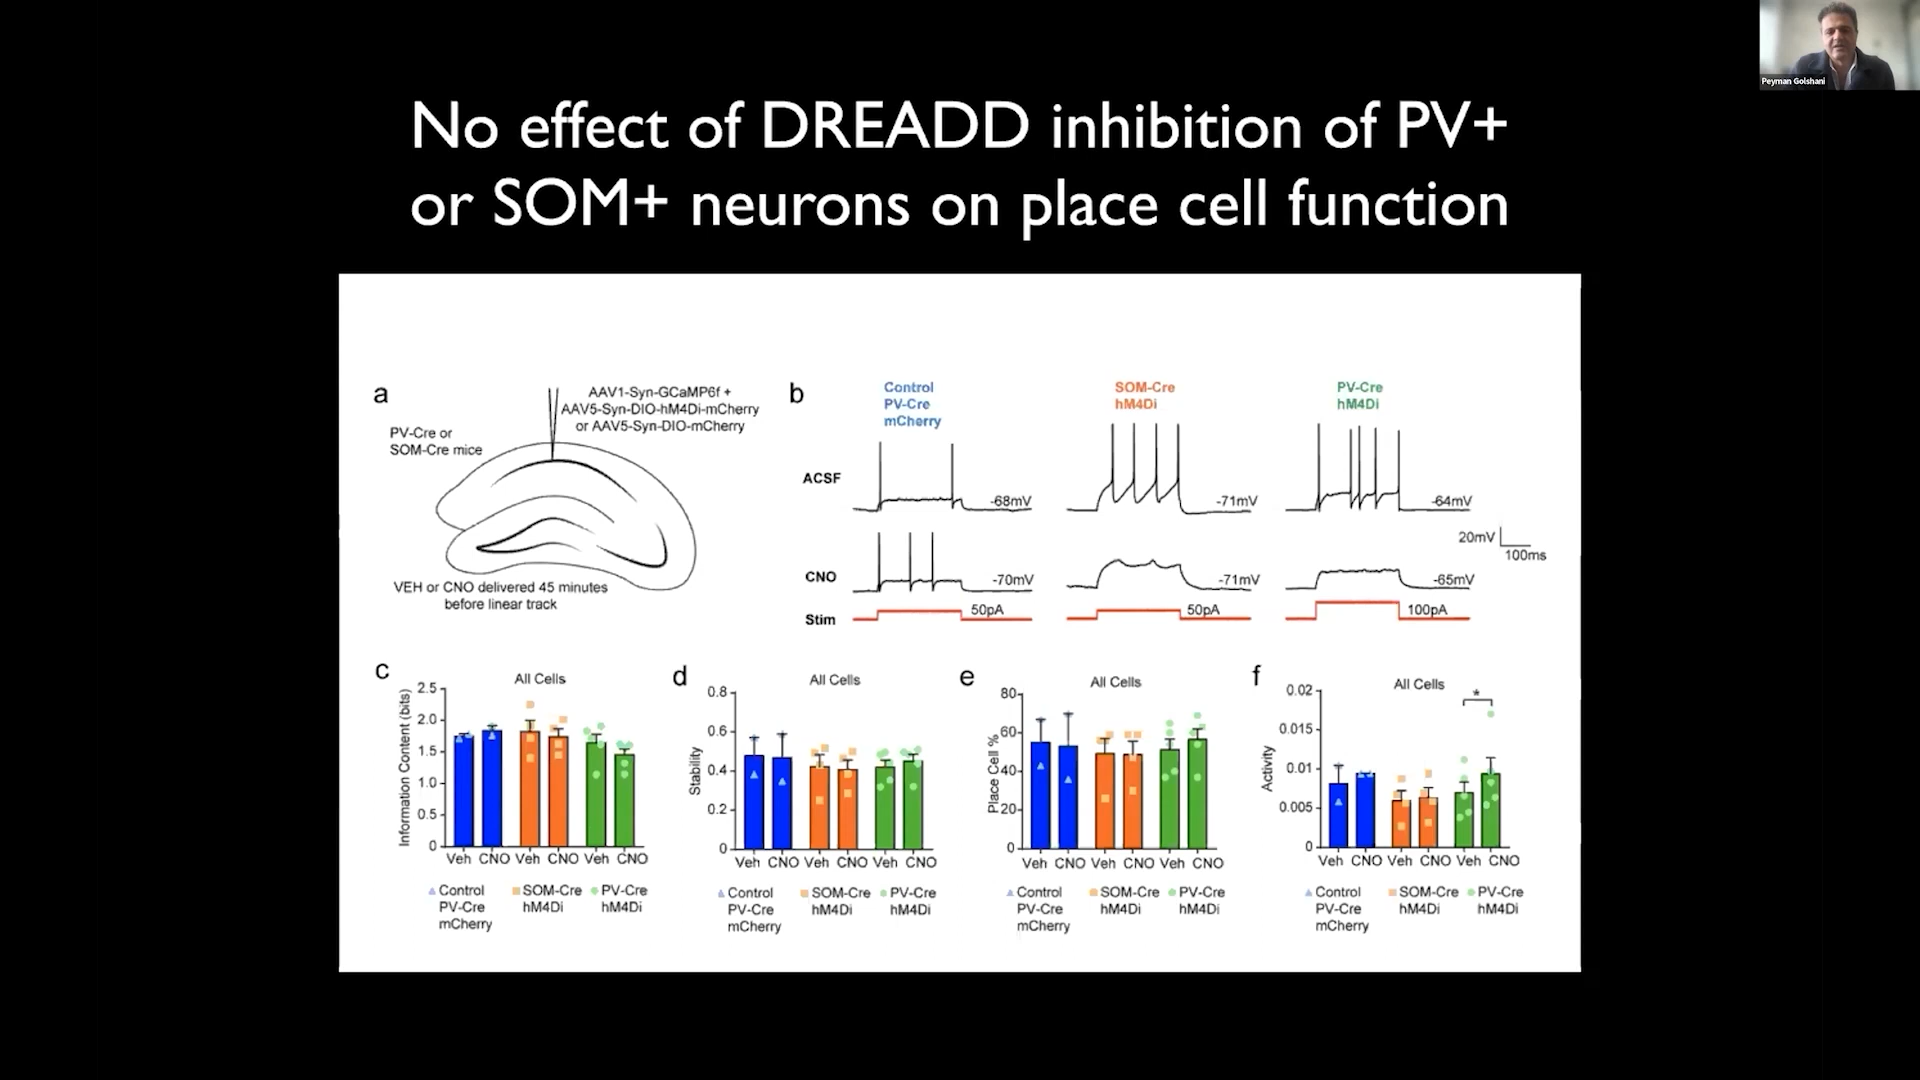 Peyman Golshani
No effect of DREADD inhibition of PV+
or SOM+ neurons on place cell function
a
AAV1-Syn-GCaMP6f +
AAV5-Syn-DIO-hM4Di-mCherry
or AAV5-Syn-DIO-mCherry
PV-Cre or
SOM-Cre mice
VEH or CNO delivered 45 minutes
before linear track
b
Control
PV-Cre
mCherry
SOM-Cre
hM4Di
PV-Cre
hM4Di
ACSF
-68mV
-71mV
-64mV
20mV
100ms
CNO
-70mV
-71mV
-65mV
Stim
50pA
50pA
100pA
c
All Cells
Information Content (bits)
2.5
2.0
1.5
1.0
0.5
0
Veh CNO Veh CNO Veh CNO
Control
PV-Cre
mCherry
SOM-Cre
hM4Di
PV-Cre
hM4Di
d
All Cells
Stability
0.8
0.6
0.4
0.2
0
Veh CNO Veh CNO Veh CNO
Control
PV-Cre
mCherry
SOM-Cre
hM4Di
PV-Cre
hM4Di
e
All Cells
Place Cell %
80
60
40
20
0
Veh CNO Veh CNO Veh CNO
Control
PV-Cre
mCherry
SOM-Cre
hM4Di
PV-Cre
hM4Di
f
All Cells
*
Activity
0.02
0.015
0.01
0.005
0
Veh CNO Veh CNO Veh CNO
Control
PV-Cre
mCherry
SOM-Cre
hM4Di
PV-Cre
hM4Di